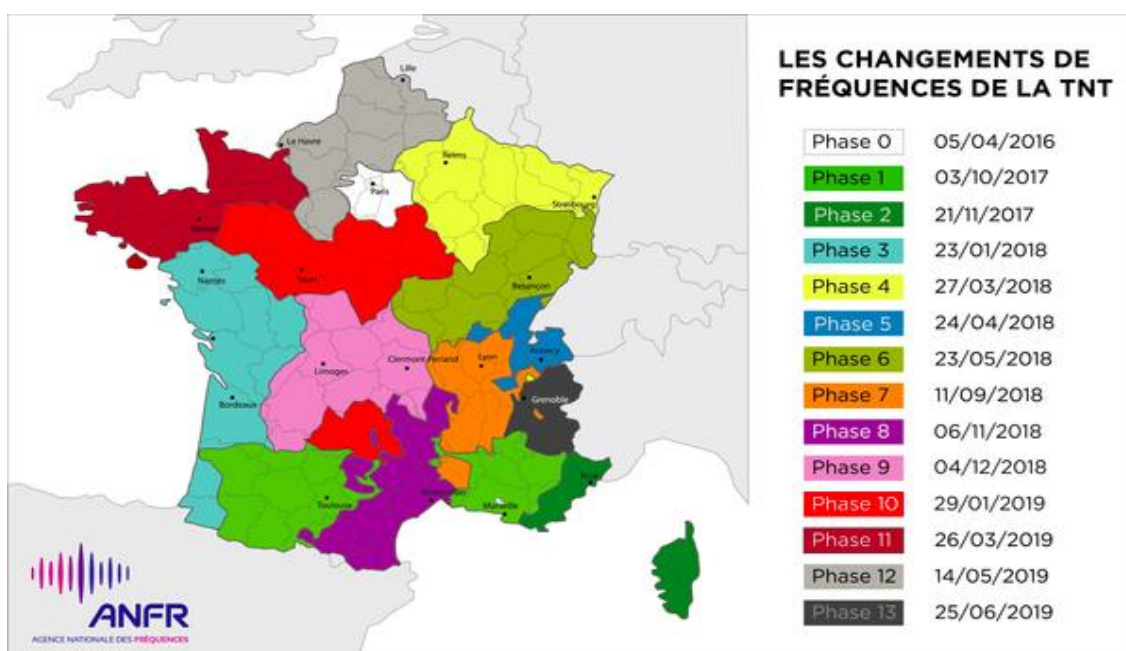 LES CHANGEMENTS DE
FRÉQUENCES DE LA TNT
Phase 0 05/04/2016
Phase 1 03/10/2017
Phase 2 21/11/2017
Phase 3 23/01/2018
Phase 4 27/03/2018
Phase 5 24/04/2018
Phase 6 23/05/2018
Phase 7 11/09/2018
Phase 8 06/11/2018
Phase 9 04/12/2018
Phase 10 29/01/2019
Phase 11 26/03/2019
Phase 12 14/05/2019
Phase 13 25/06/2019
Lille
Le Havre
Reims
Paris
Strasbourg
Rennes
Tours
Nantes
Besançon
Annecy
Lyon
Clermont-Ferrand
Limoges
Grenoble
Bordeaux
Toulouse
Montpellier
Marseille
Nice
ANFR
AGENCE NATIONALE DES FRÉQUENCES